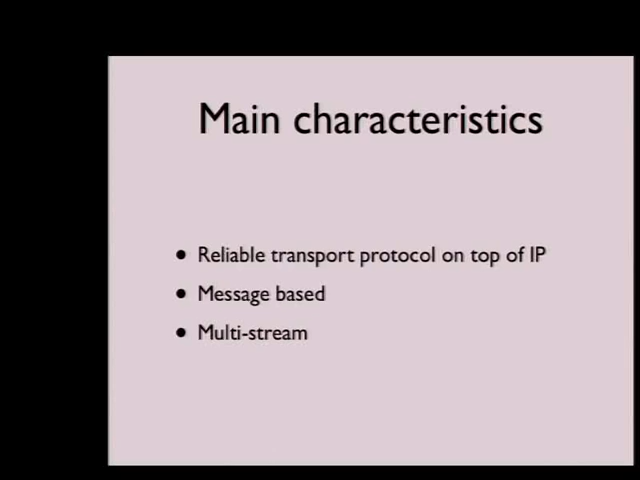 Main characteristics
• Reliable transport protocol on top of IP
• Message based
• Multi-stream